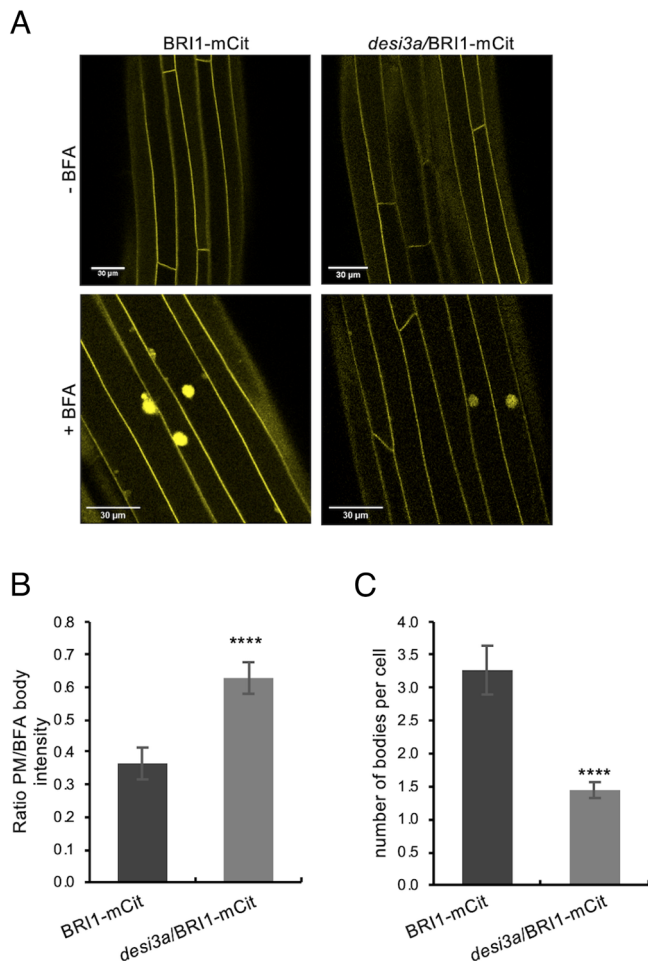 A
BRI1-mCit
desi3a/BRI1-mCit
- BFA
30 µm
30 µm
+ BFA
30 µm
30 µm
B
Ratio PM/BFA body
intensity
0.8
0.7
0.6
0.5
0.4
0.3
0.2
0.1
0.0
****
BRI1-mCit
desi3a/BRI1-mCit
C
number of bodies per cell
4.0
3.5
3.0
2.5
2.0
1.5
1.0
0.5
0.0
****
BRI1-mCit
desi3a/BRI1-mCit